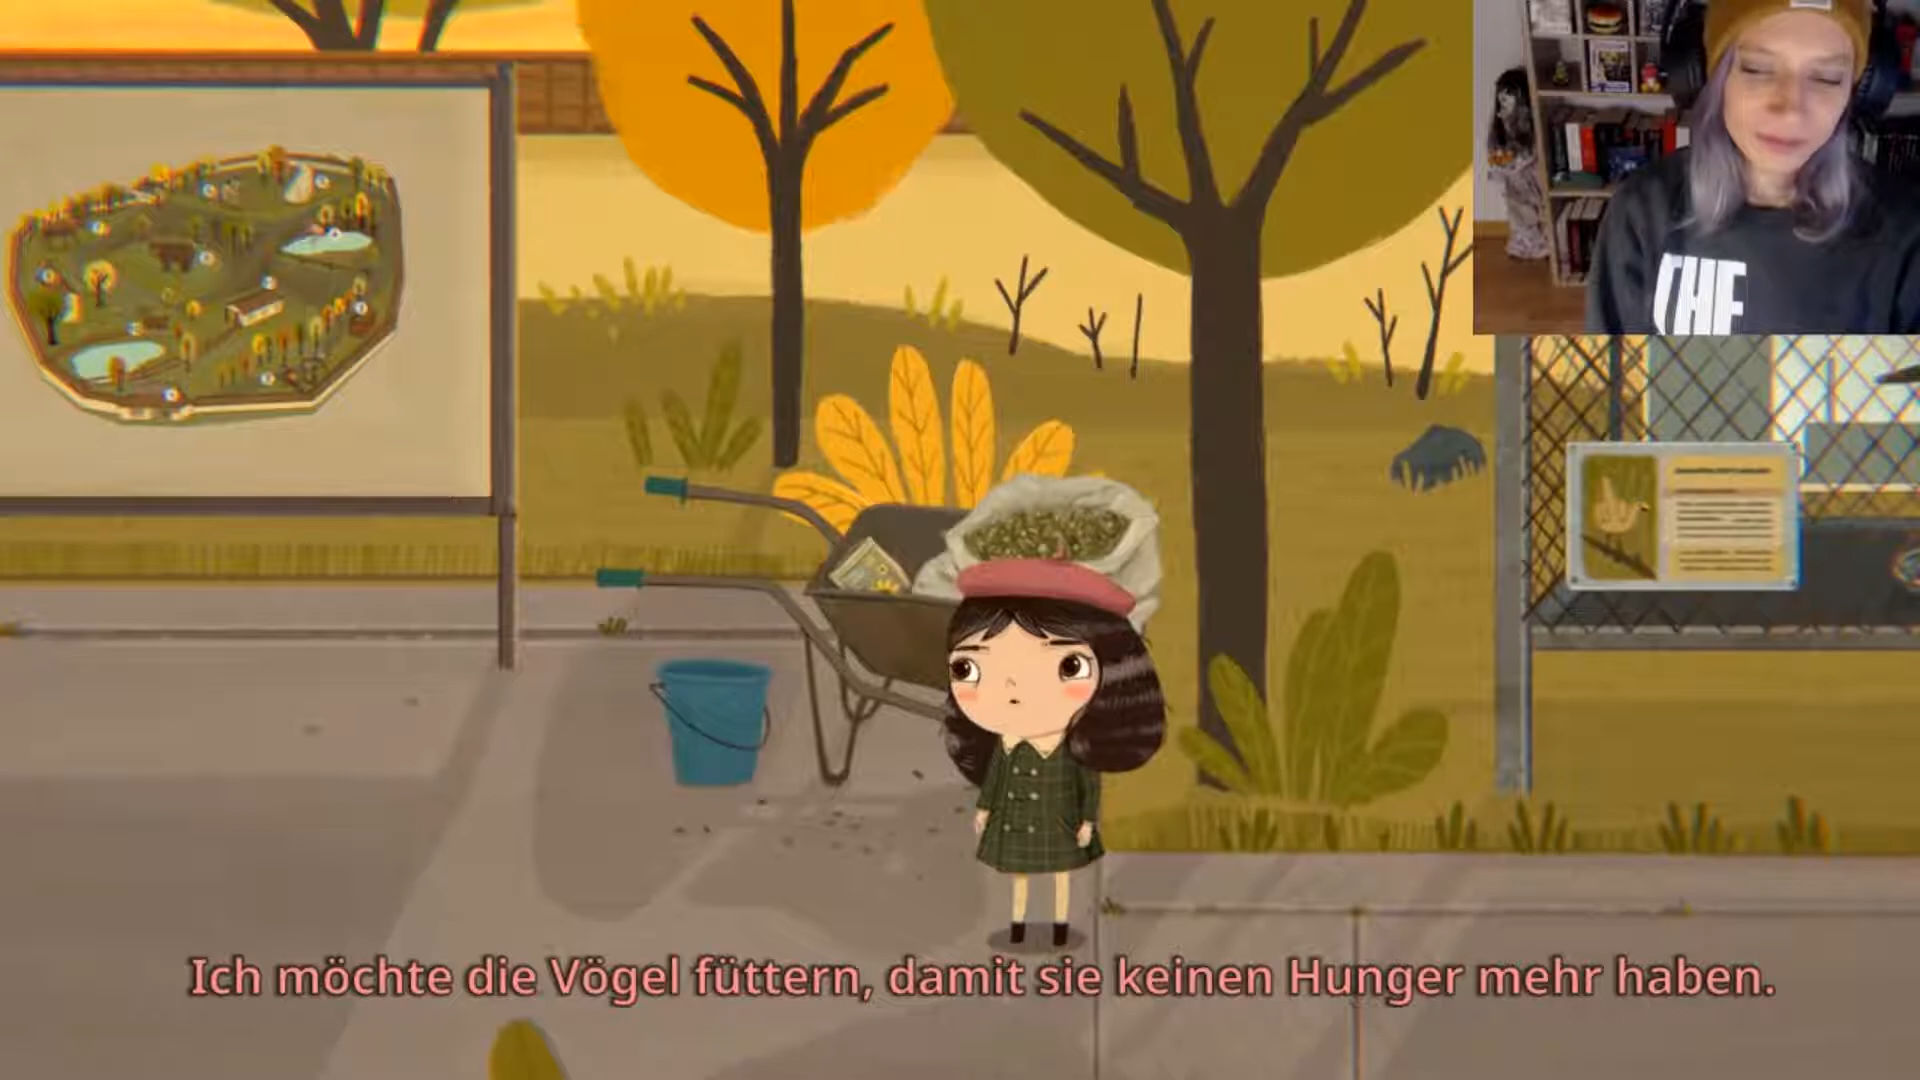 THE
Ich möchte die Vögel füttern, damit sie keinen Hunger mehr haben.